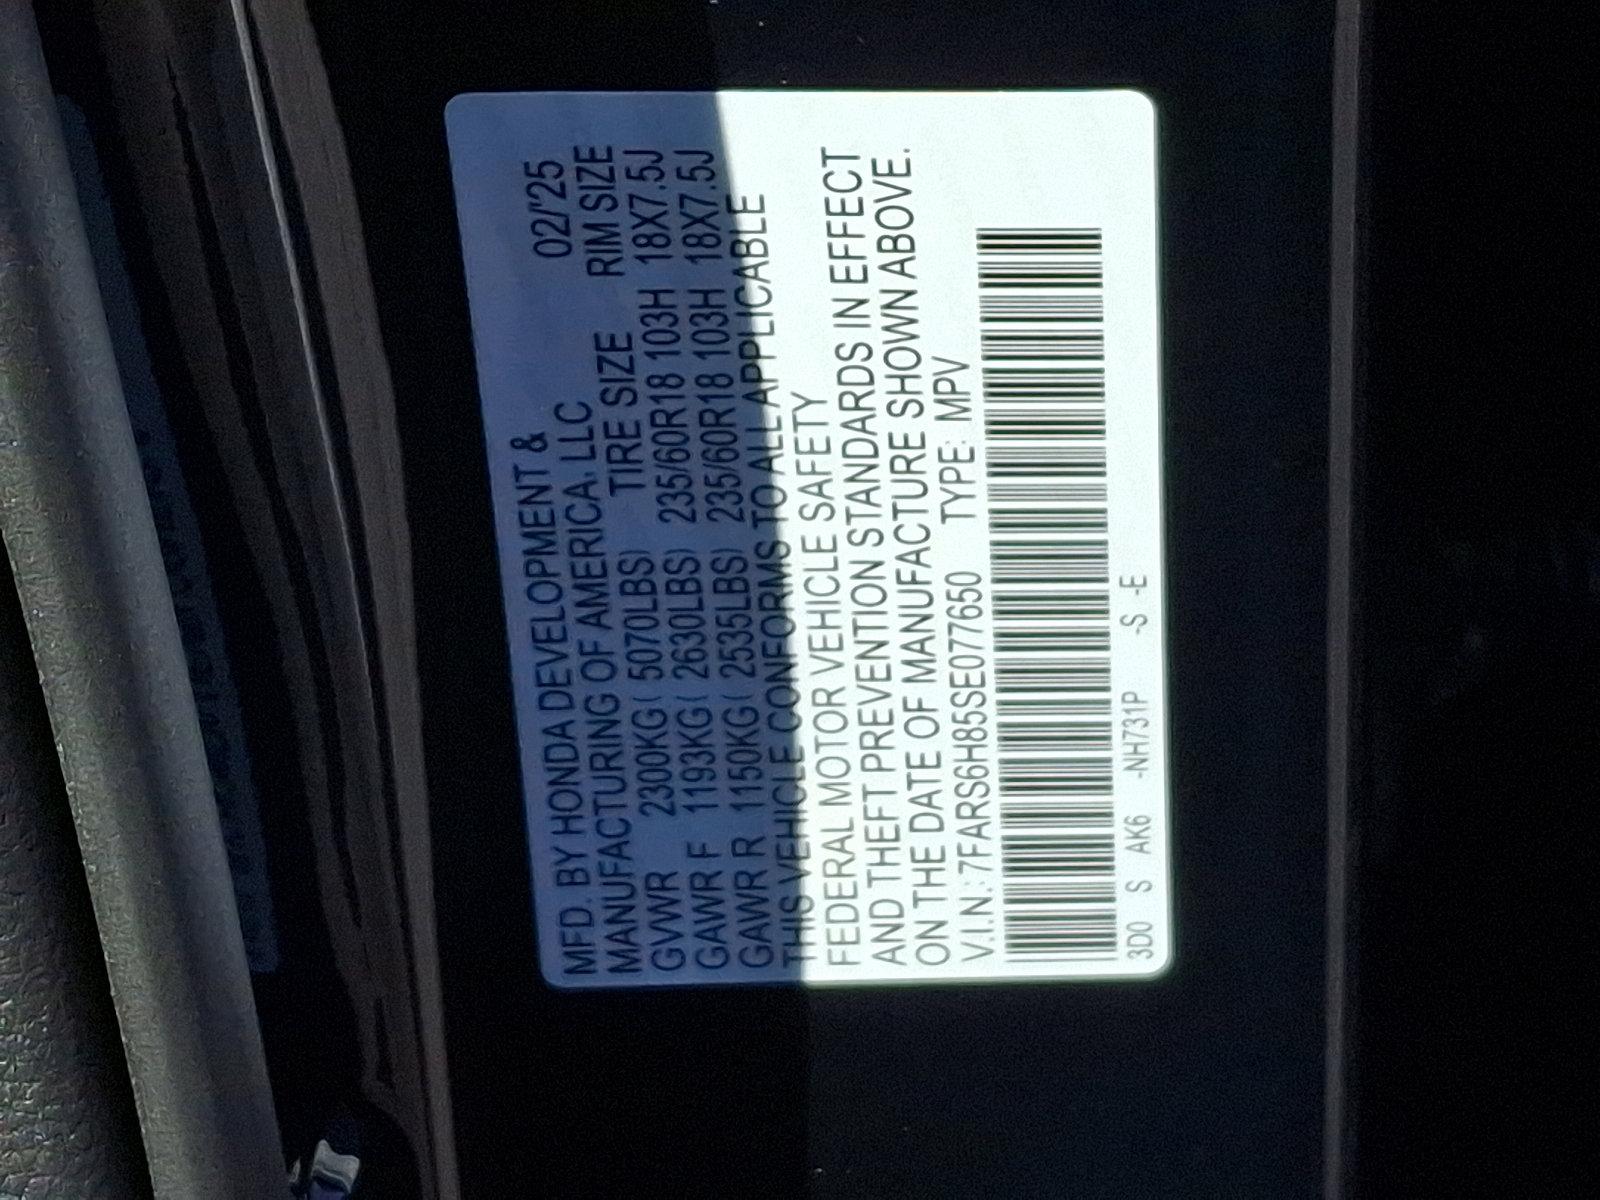 MFD. BY HONDA DEVELOPMENT &
MANUFACTURING OF AMERICA, LLC 02/'25
TIRE SIZE RIM SIZE
GVWR 2300KG ( 5070LBS) 235/60R18 103H 18X7.5J
GAWR F 1193KG ( 2630LBS) 235/60R18 103H 18X7.5J
GAWR R 1150KG ( 2535LBS)
THIS VEHICLE CONFORMS TO ALL APPLICABLE
FEDERAL MOTOR VEHICLE SAFETY
AND THEFT PREVENTION STANDARDS IN EFFECT
ON THE DATE OF MANUFACTURE SHOWN ABOVE.
V.I.N.: 7FARS6H85SE077650 TYPE: MPV
3D0 S AK6 -NH731P -S -E